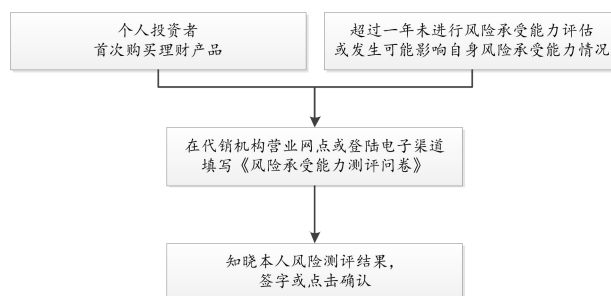 个人投资者
首次购买理财产品
超过一年未进行风险承受能力评估
或发生可能影响自身风险承受能力情况
在代销机构营业网点或登陆电子渠道
填写《风险承受能力测评问卷》
知晓本人风险测评结果，
签字或点击确认